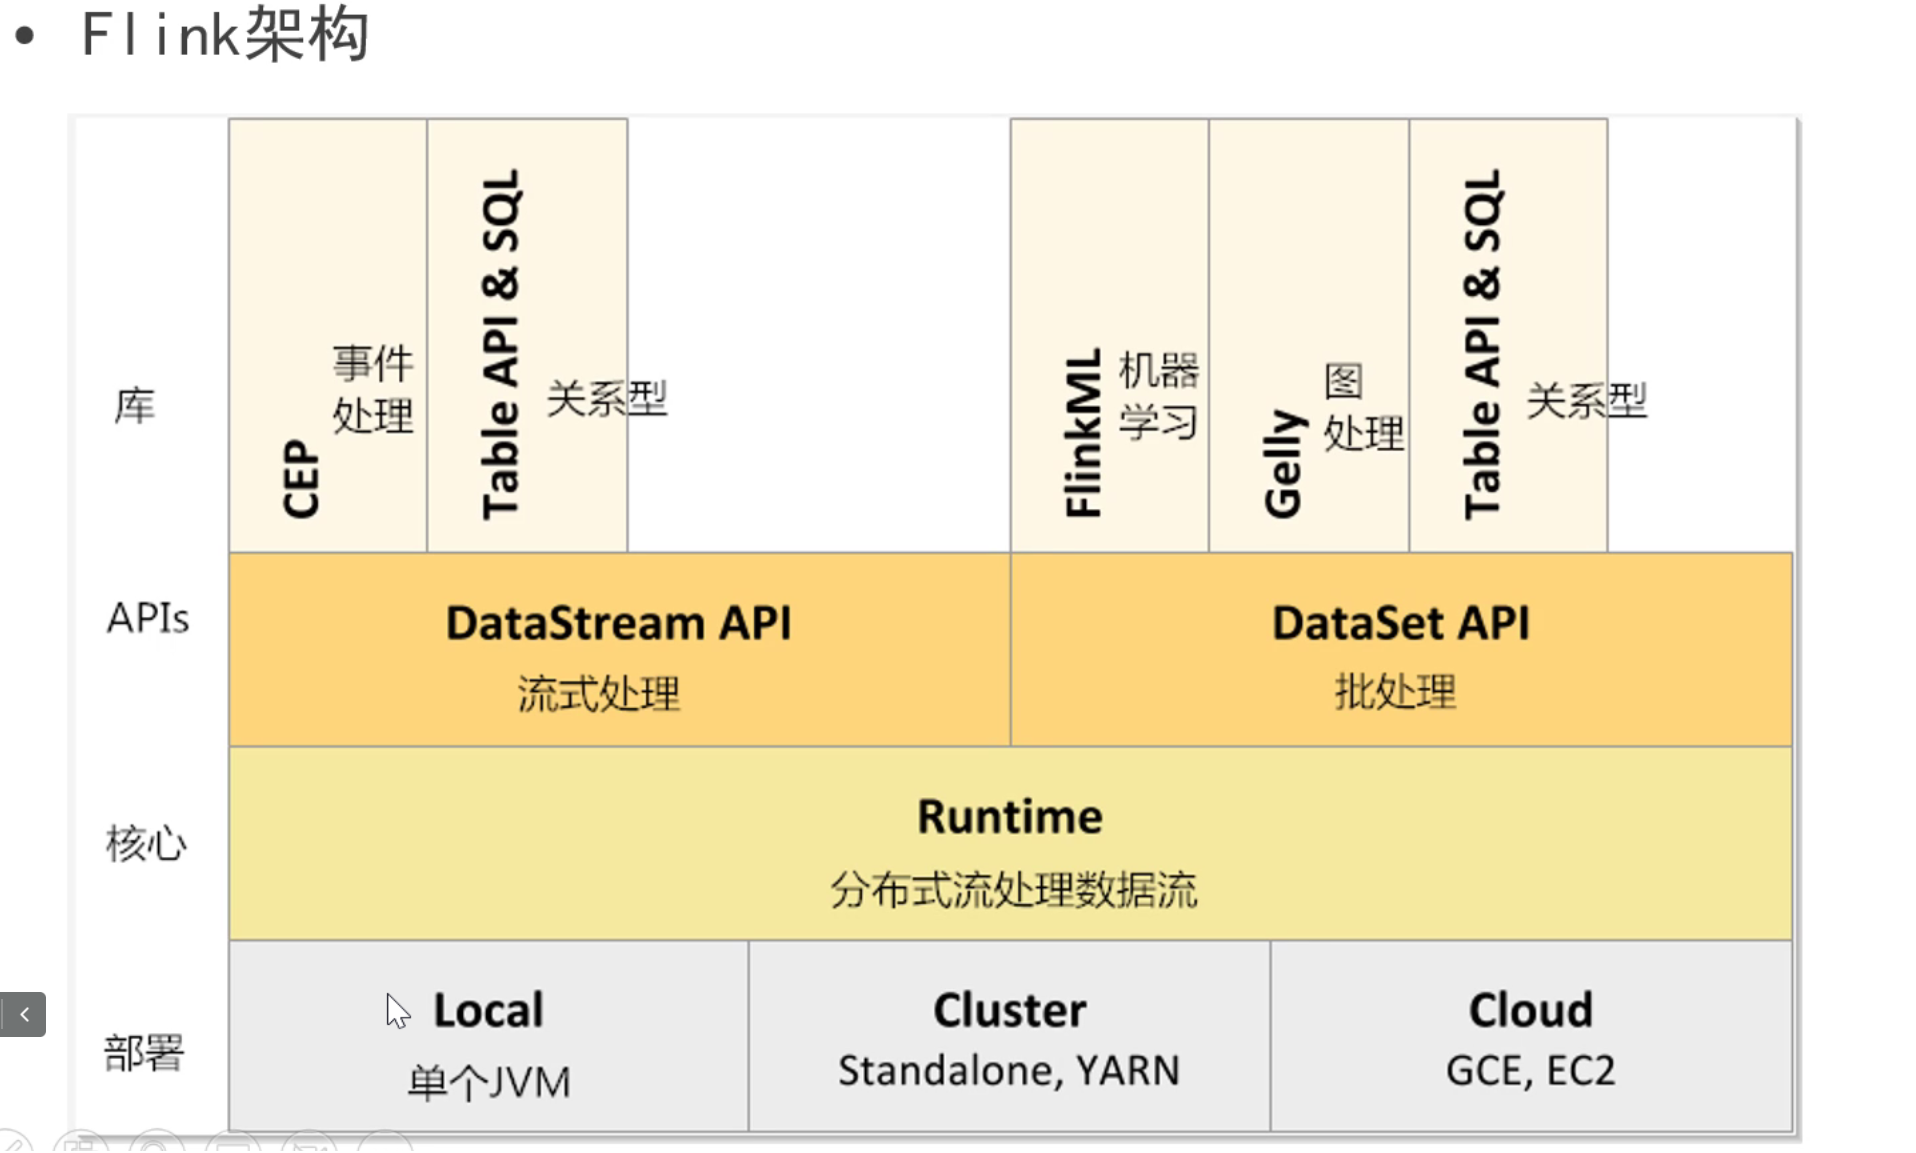 • Flink架构
库
CEP
事件
处理
Table API & SQL
关系型
FlinkML
机器
学习
Gelly
图
处理
Table API & SQL
关系型
APIs
DataStream API
流式处理
DataSet API
批处理
核心
Runtime
分布式流处理数据流
部署
Local
单个JVM
Cluster
Standalone, YARN
Cloud
GCE, EC2